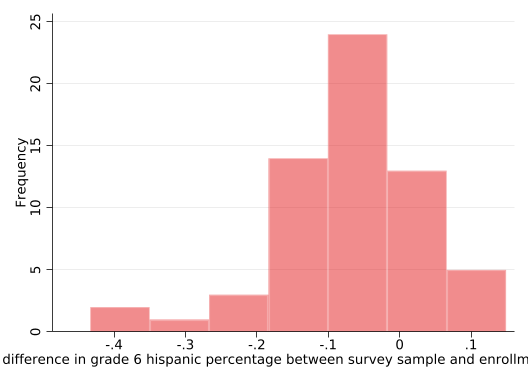 25
20
15
10
5
0
Frequency
-.4 -.3 -.2 -.1 0 .1
difference in grade 6 hispanic percentage between survey sample and enrollm